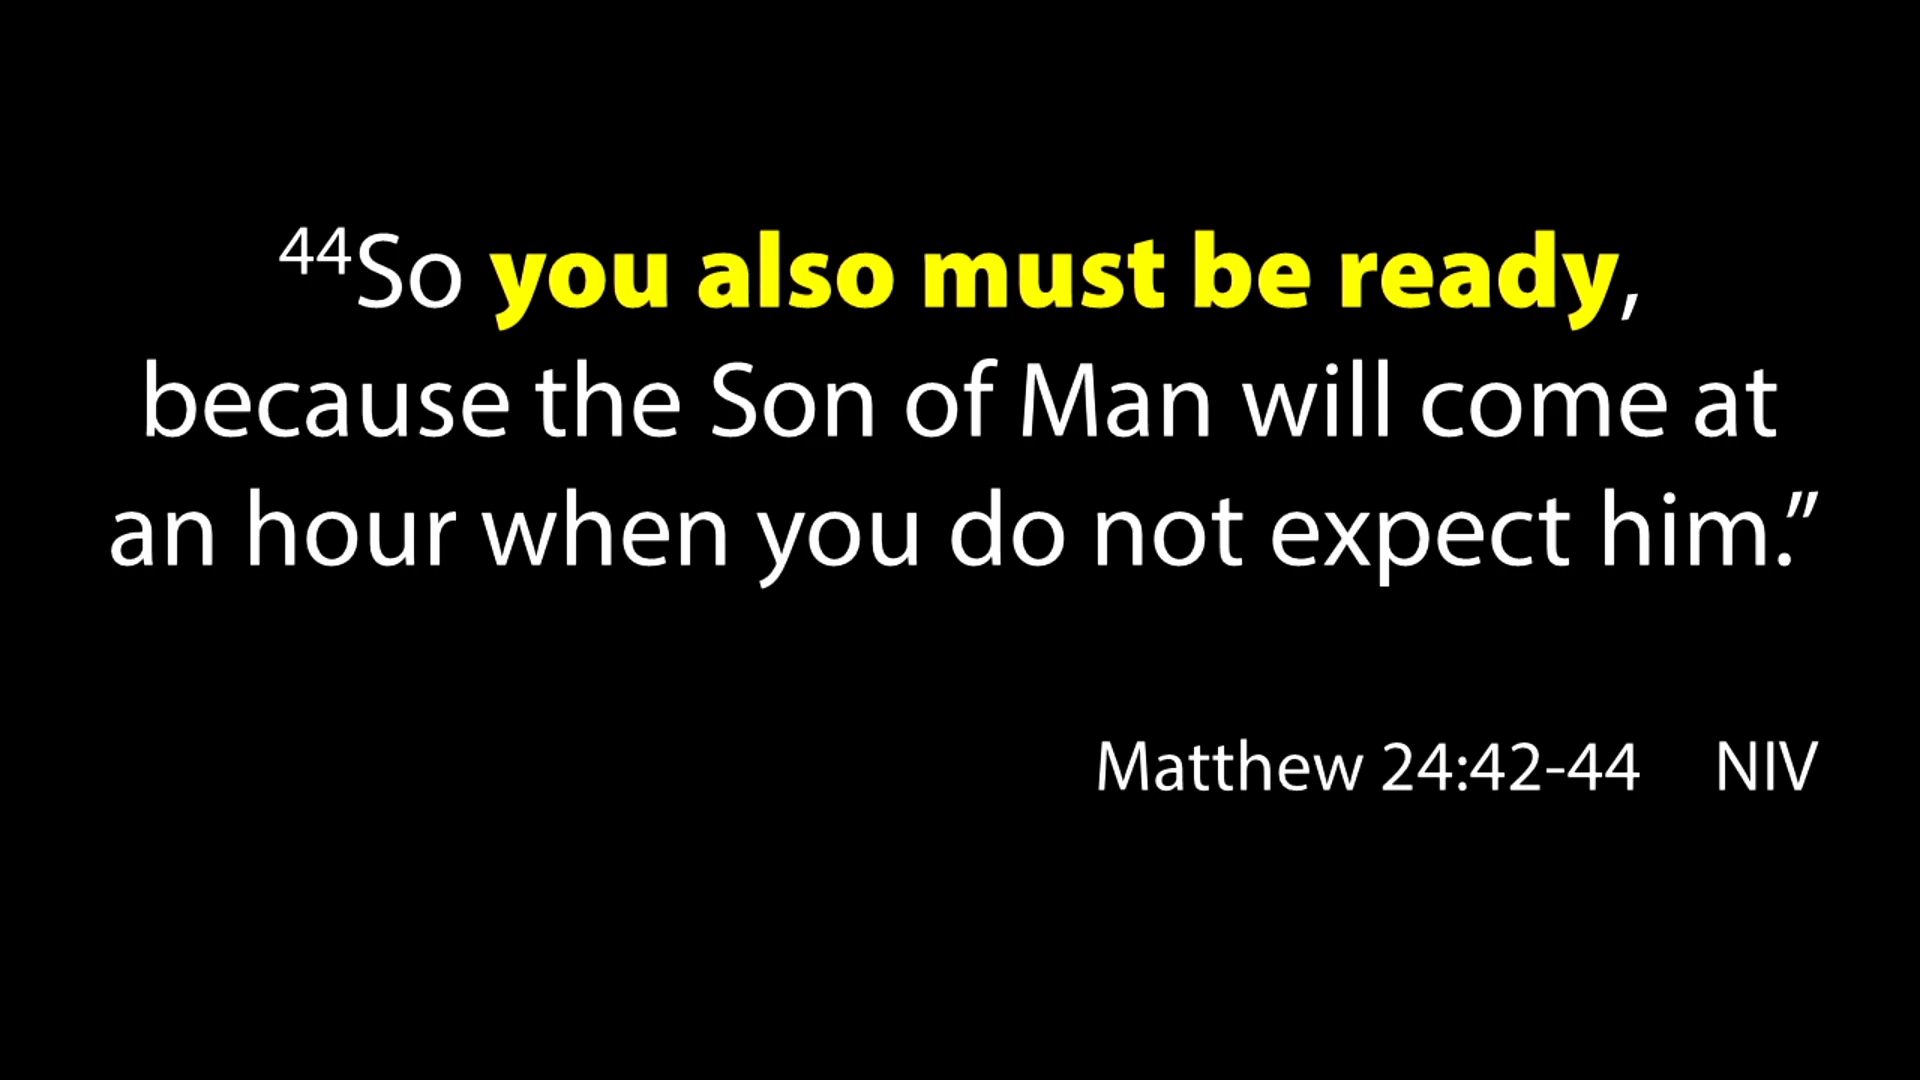 44So you also must be ready,
because the Son of Man will come at
an hour when you do not expect him.”
Matthew 24:42-44 NIV